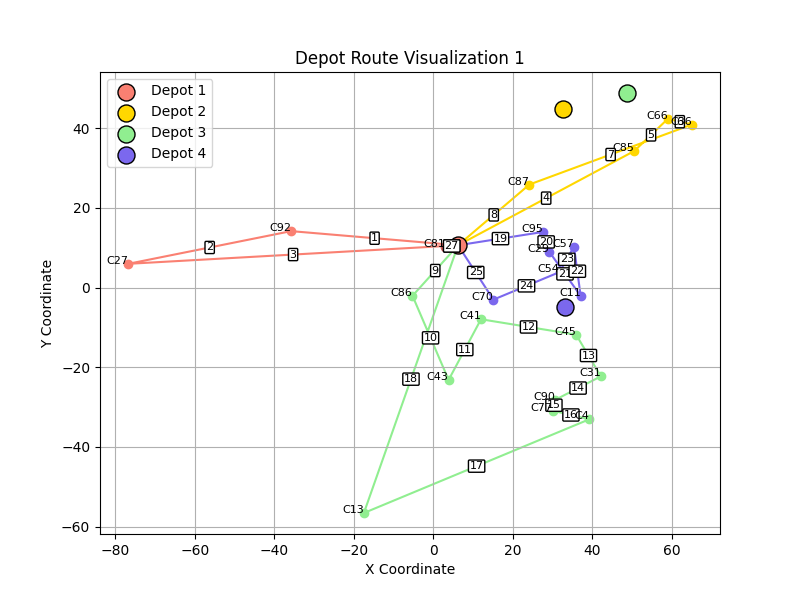 Depot Route Visualization 1
Depot 1
Depot 2
Depot 3
Depot 4
Y Coordinate
40
20
0
−20
−40
−60
−80
−60
−40
−20
0
20
40
60
X Coordinate
C66
6
C85
5
7
C87
4
8
C92
1
2
3
C27
C81
27
19
C95
20
C29
C57
23
C54
21
22
C11
9
25
24
C70
C86
10
C41
11
12
C45
13
C31
14
C43
18
C90
15
16
C4
17
C13